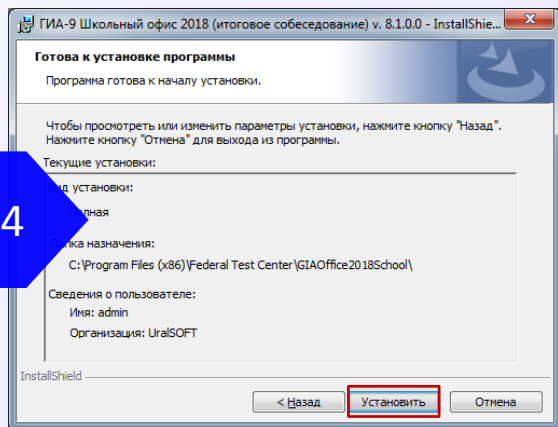 ГИА-9 Школьный офис 2018 (итоговое собеседование) v. 8.1.0.0 - InstallShie...
Готова к установке программы
Программа готова к началу установки.
Чтобы просмотреть или изменить параметры установки, нажмите кнопку "Назад".
Нажмите кнопку "Отмена" для выхода из программы.
Текущие установки:
установки:
4
назначения:
C:\Program Files (x86)\Federal Test Center\GIAOffice2018School\
Сведения о пользователе:
Имя: admin
Организация: UralSOFT
InstallShield
< Назад
Установить
Отмена